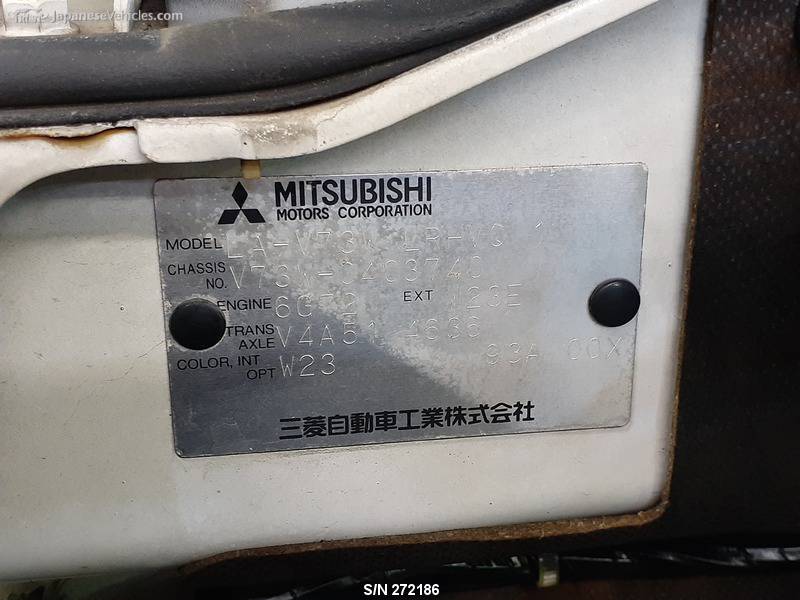 JapaneseVehicles.com
MITSUBISHI
MOTORS CORPORATION
MODEL LA-V73W LRHVQ 1
CHASSIS NO. V73W-0403740
ENGINE 6G72 EXT W23E
TRANS AXLE V4A51 4636
COLOR, INT OPT W23 93A 00X
三菱自動車工業株式会社
S/N 272186